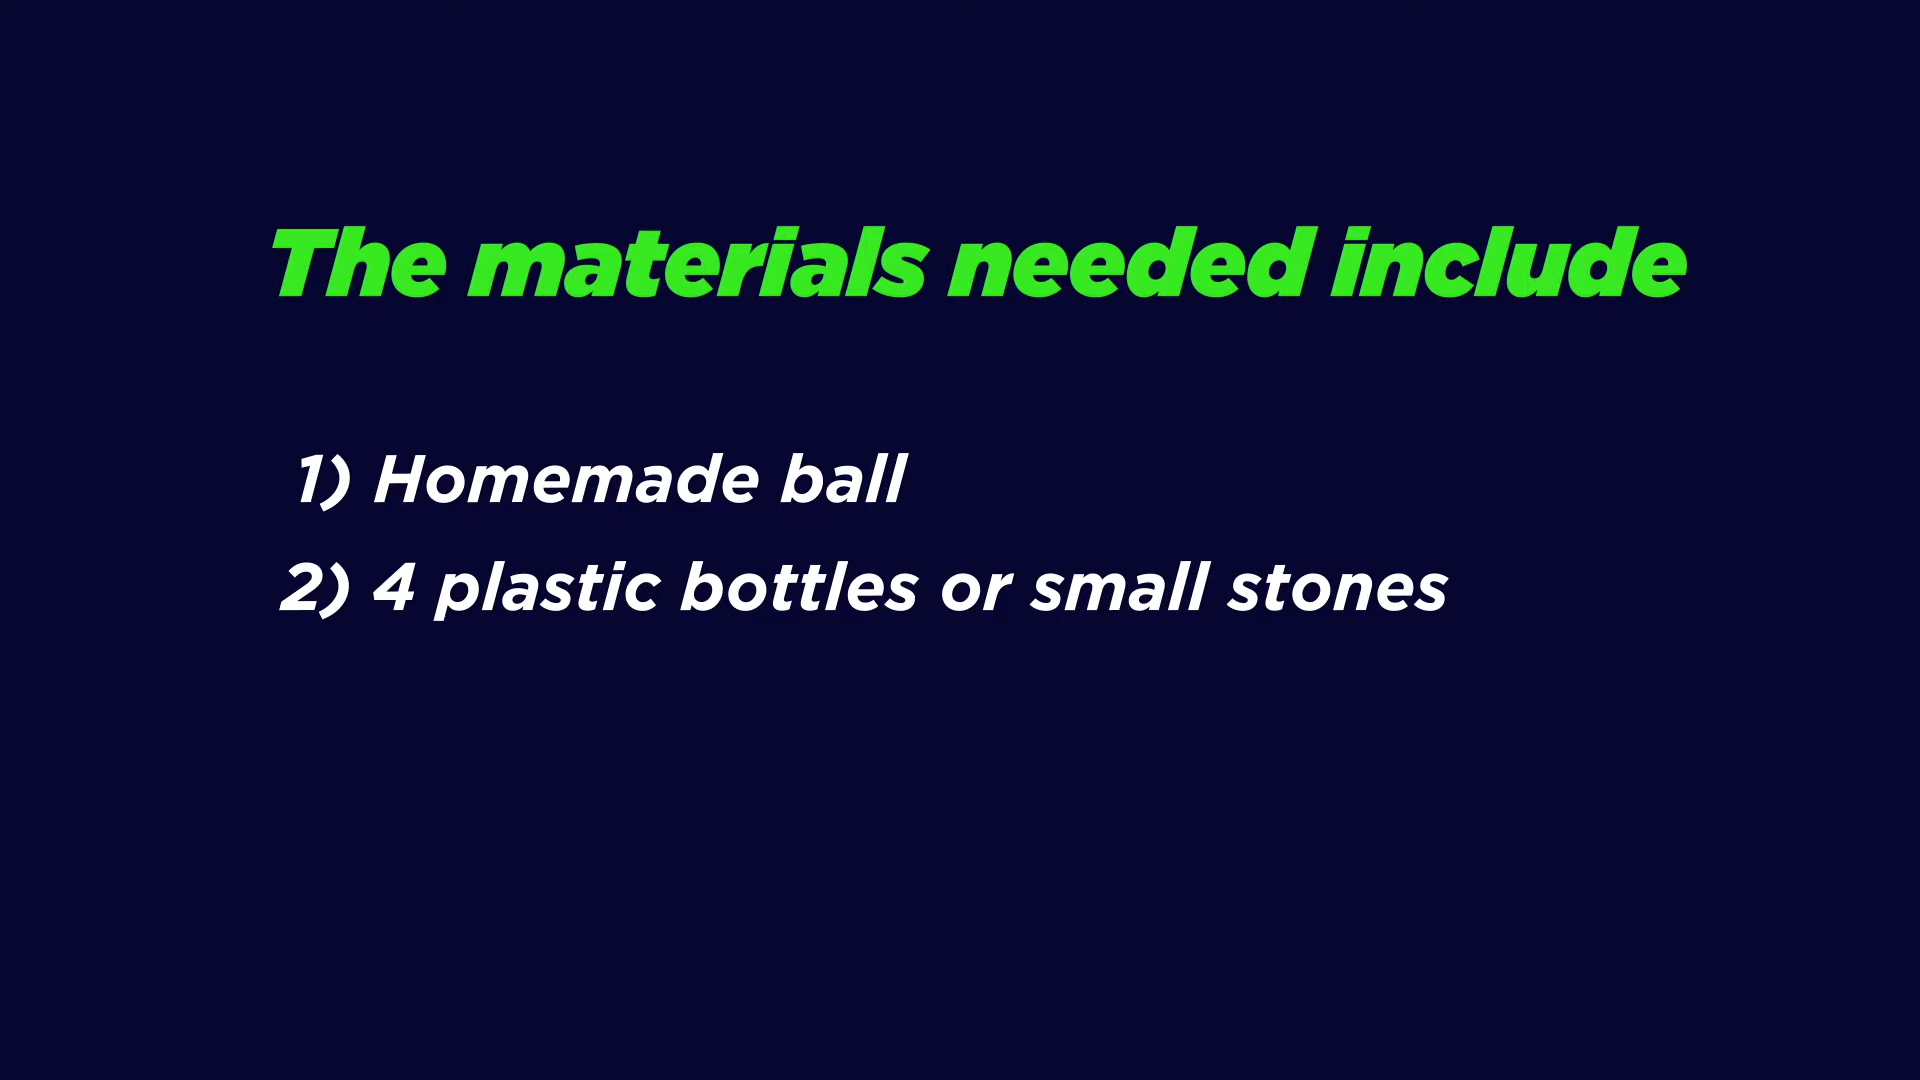 The materials needed include
1) Homemade ball
2) 4 plastic bottles or small stones